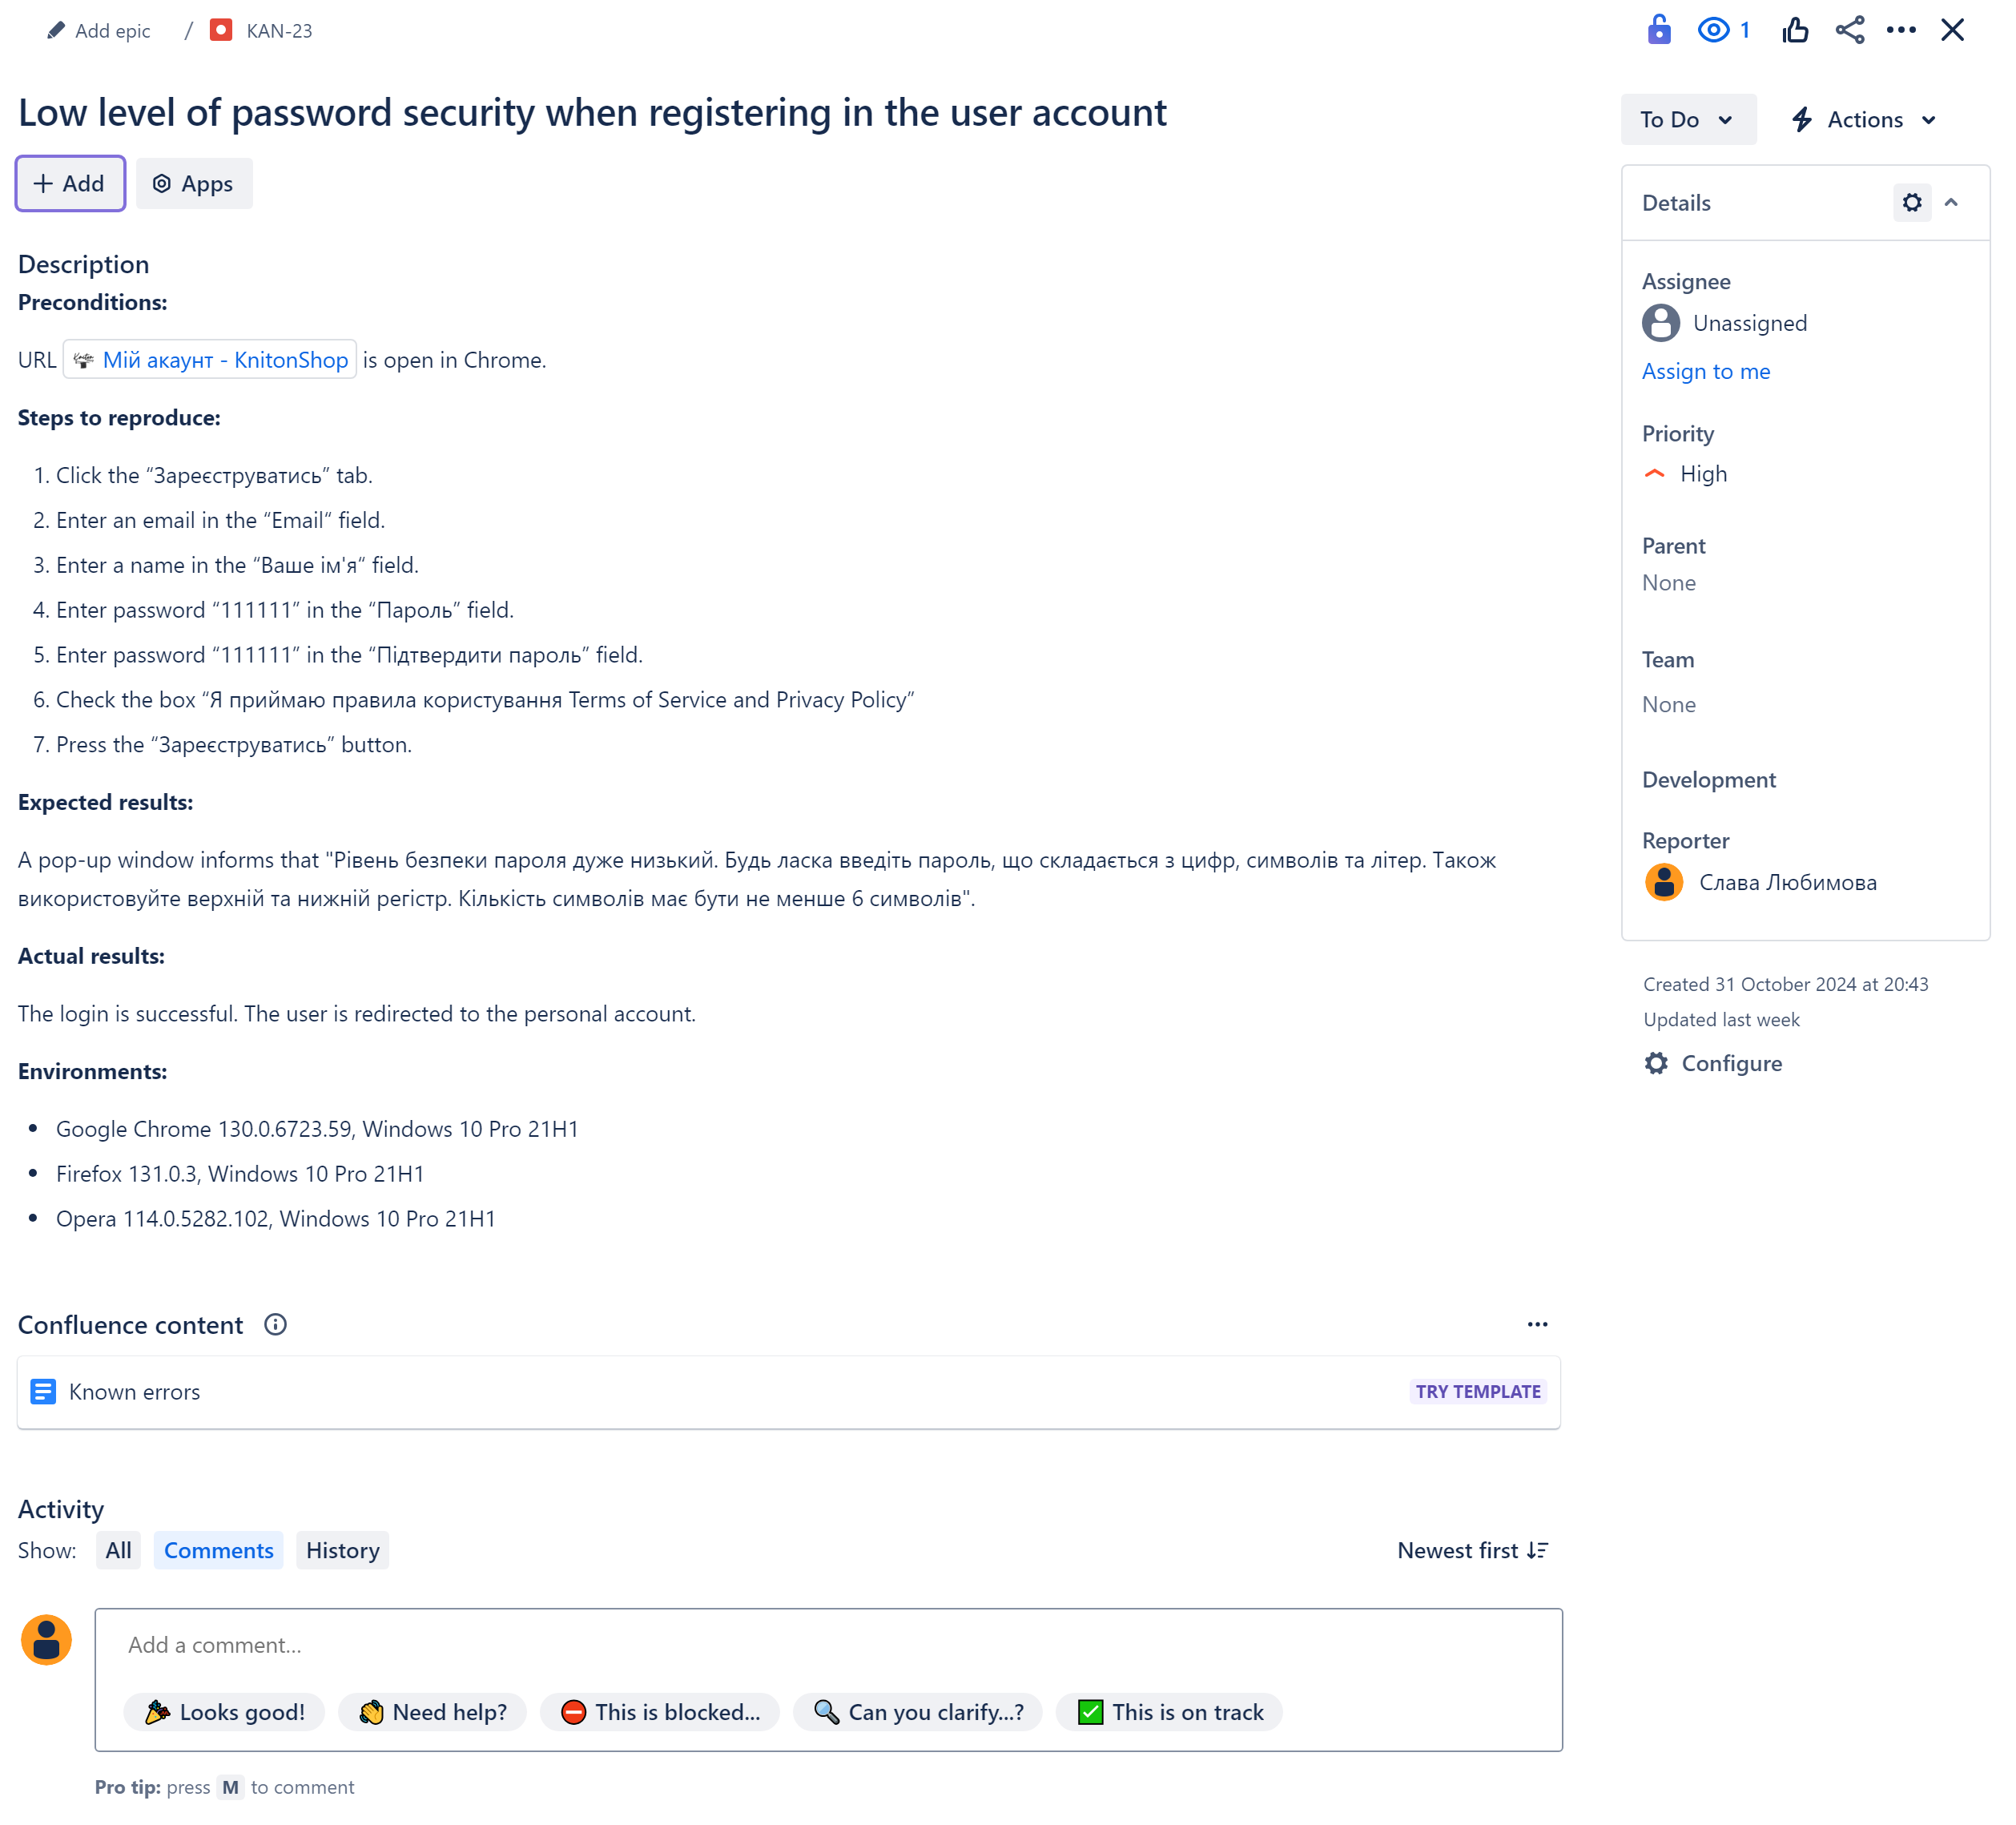 Add epic / KAN-23
1
Low level of password security when registering in the user account
To Do
Actions
Add
Apps
Description
Preconditions:
URL Мій акаунт - KnitonShop is open in Chrome.
Steps to reproduce:
1. Click the “Зареєструватись” tab.
2. Enter an email in the “Email“ field.
3. Enter a name in the “Ваше ім'я“ field.
4. Enter password “111111” in the “Пароль” field.
5. Enter password “111111” in the “Підтвердити пароль” field.
6. Check the box “Я приймаю правила користування Terms of Service and Privacy Policy”
7. Press the “Зареєструватись” button.
Expected results:
A pop-up window informs that "Рівень безпеки пароля дуже низький. Будь ласка введіть пароль, що складається з цифр, символів та літер. Також
використовуйте верхній та нижній регістр. Кількість символів має бути не менше 6 символів".
Actual results:
The login is successful. The user is redirected to the personal account.
Environments:
• Google Chrome 130.0.6723.59, Windows 10 Pro 21H1
• Firefox 131.0.3, Windows 10 Pro 21H1
• Opera 114.0.5282.102, Windows 10 Pro 21H1
Confluence content
Known errors
TRY TEMPLATE
Activity
Show: All Comments History
Newest first
Add a comment...
Looks good!
Need help?
This is blocked...
Can you clarify...?
This is on track
Pro tip: press M to comment
Details
Assignee
Unassigned
Assign to me
Priority
High
Parent
None
Team
None
Development
Reporter
Слава Любимова
Created 31 October 2024 at 20:43
Updated last week
Configure